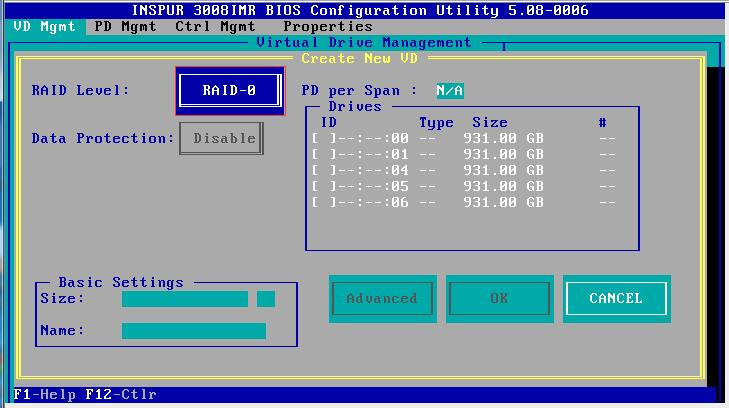 INSPUR 3008IMR BIOS Configuration Utility 5.08-0006
VD Mgmt PD Mgmt Ctrl Mgmt Properties
Virtual Drive Management
Create New VD
RAID Level: RAID-0 PD per Span : N/A
Drives
ID Type Size #
Data Protection: Disable
[ ]--:--:00 -- 931.00 GB --
[ ]--:--:01 -- 931.00 GB --
[ ]--:--:04 -- 931.00 GB --
[ ]--:--:05 -- 931.00 GB --
[ ]--:--:06 -- 931.00 GB --
Basic Settings
Size:
Name:
Advanced OK CANCEL
F1-Help F12-Ctlr